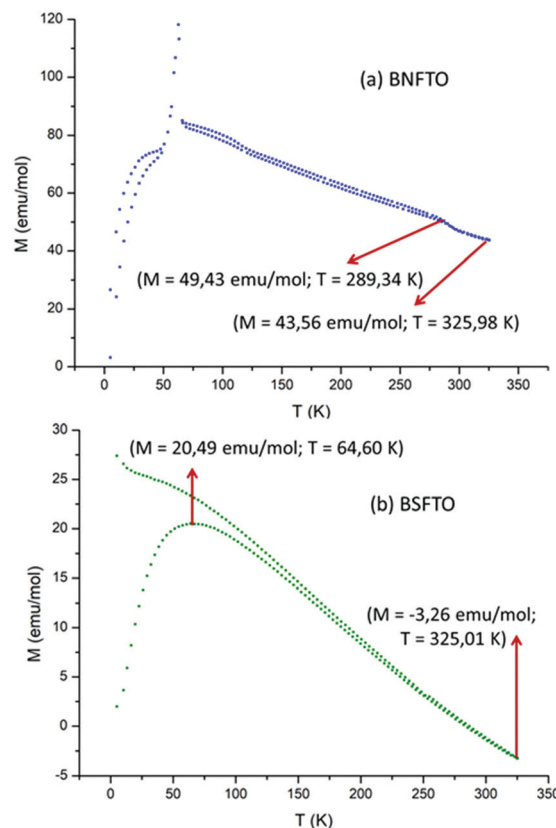 120
100
80
60
40
20
0
M (emu/mol)
(a) BNFTO
(M = 49,43 emu/mol; T = 289,34 K)
(M = 43,56 emu/mol; T = 325,98 K)
0 50 100 150 200 250 300 350
T (K)
30
25
20
15
10
5
0
-5
M (emu/mol)
(M = 20,49 emu/mol; T = 64,60 K)
(b) BSFTO
(M = -3,26 emu/mol;
T = 325,01 K)
0 50 100 150 200 250 300 350
T (K)